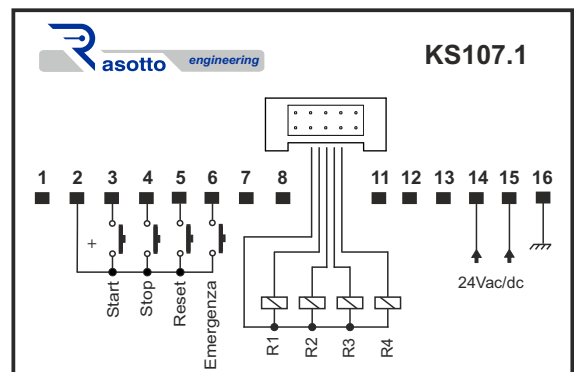 Rasotto engineering
KS107.1
1 2 3 4 5 6 7 8 11 12 13 14 15 16
+
24Vac/dc
Start
Stop
Reset
Emergenza
R1
R2
R3
R4